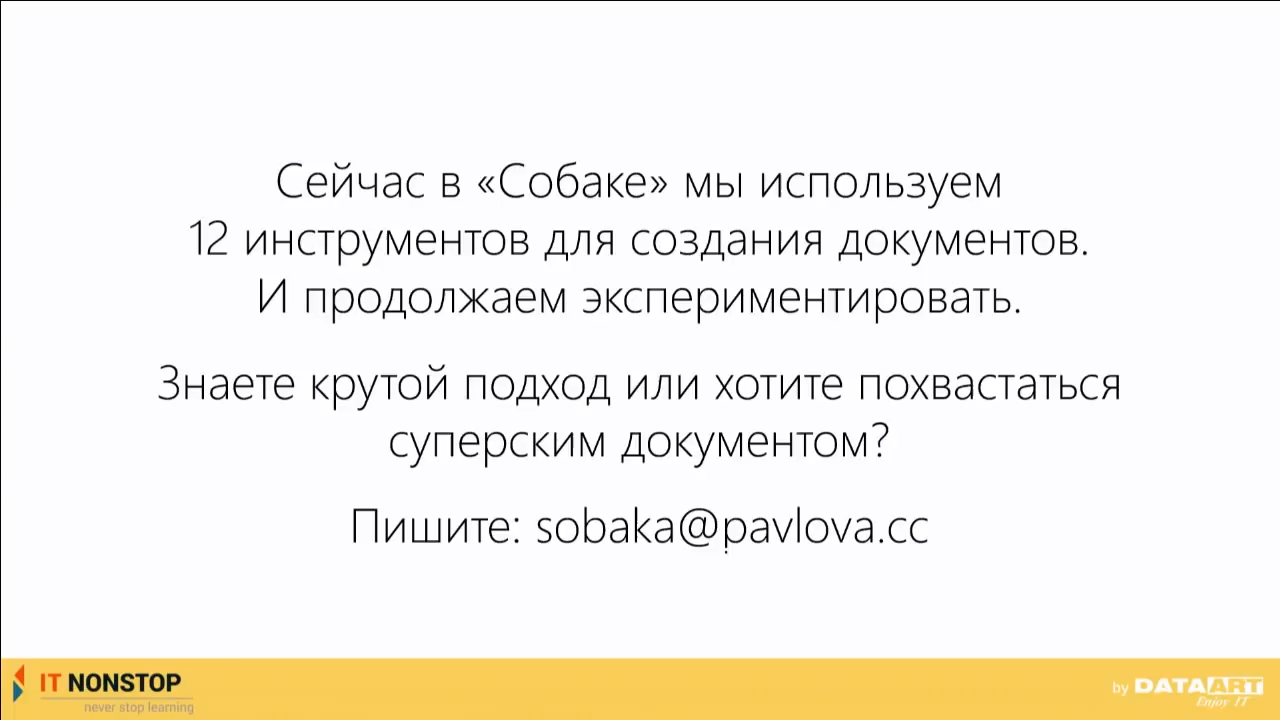 Сейчас в «Собаке» мы используем
12 инструментов для создания документов.
И продолжаем экспериментировать.
Знаете крутой подход или хотите похвастаться
суперским документом?
Пишите: sobaka@pavlova.cc
IT NONSTOP
never stop learning
by DATAART
Enjoy IT